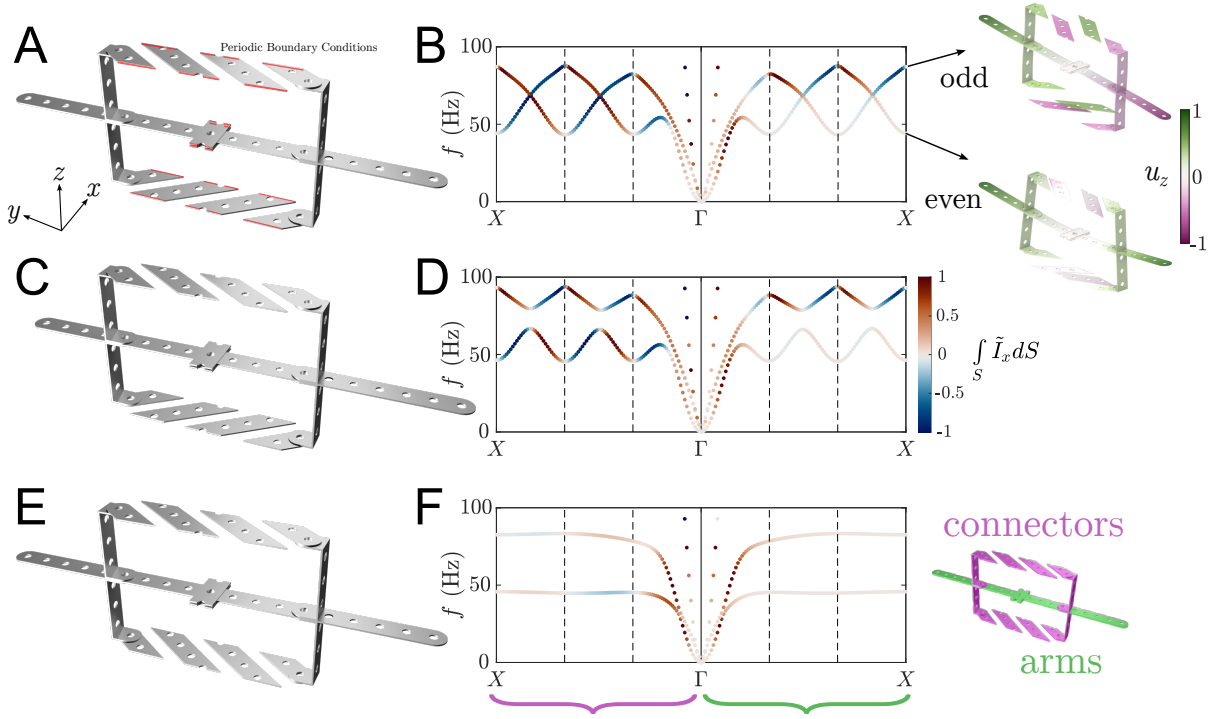 A
Periodic Boundary Conditions
z
x
y
B
100
50
0
f (Hz)
X
Γ
X
odd
even
1
0
-1
u_z
C
D
100
50
0
f (Hz)
X
Γ
X
1
0.5
0
-0.5
-1
∫_S Ĩ_x dS
E
F
100
50
0
f (Hz)
X
Γ
X
connectors
arms